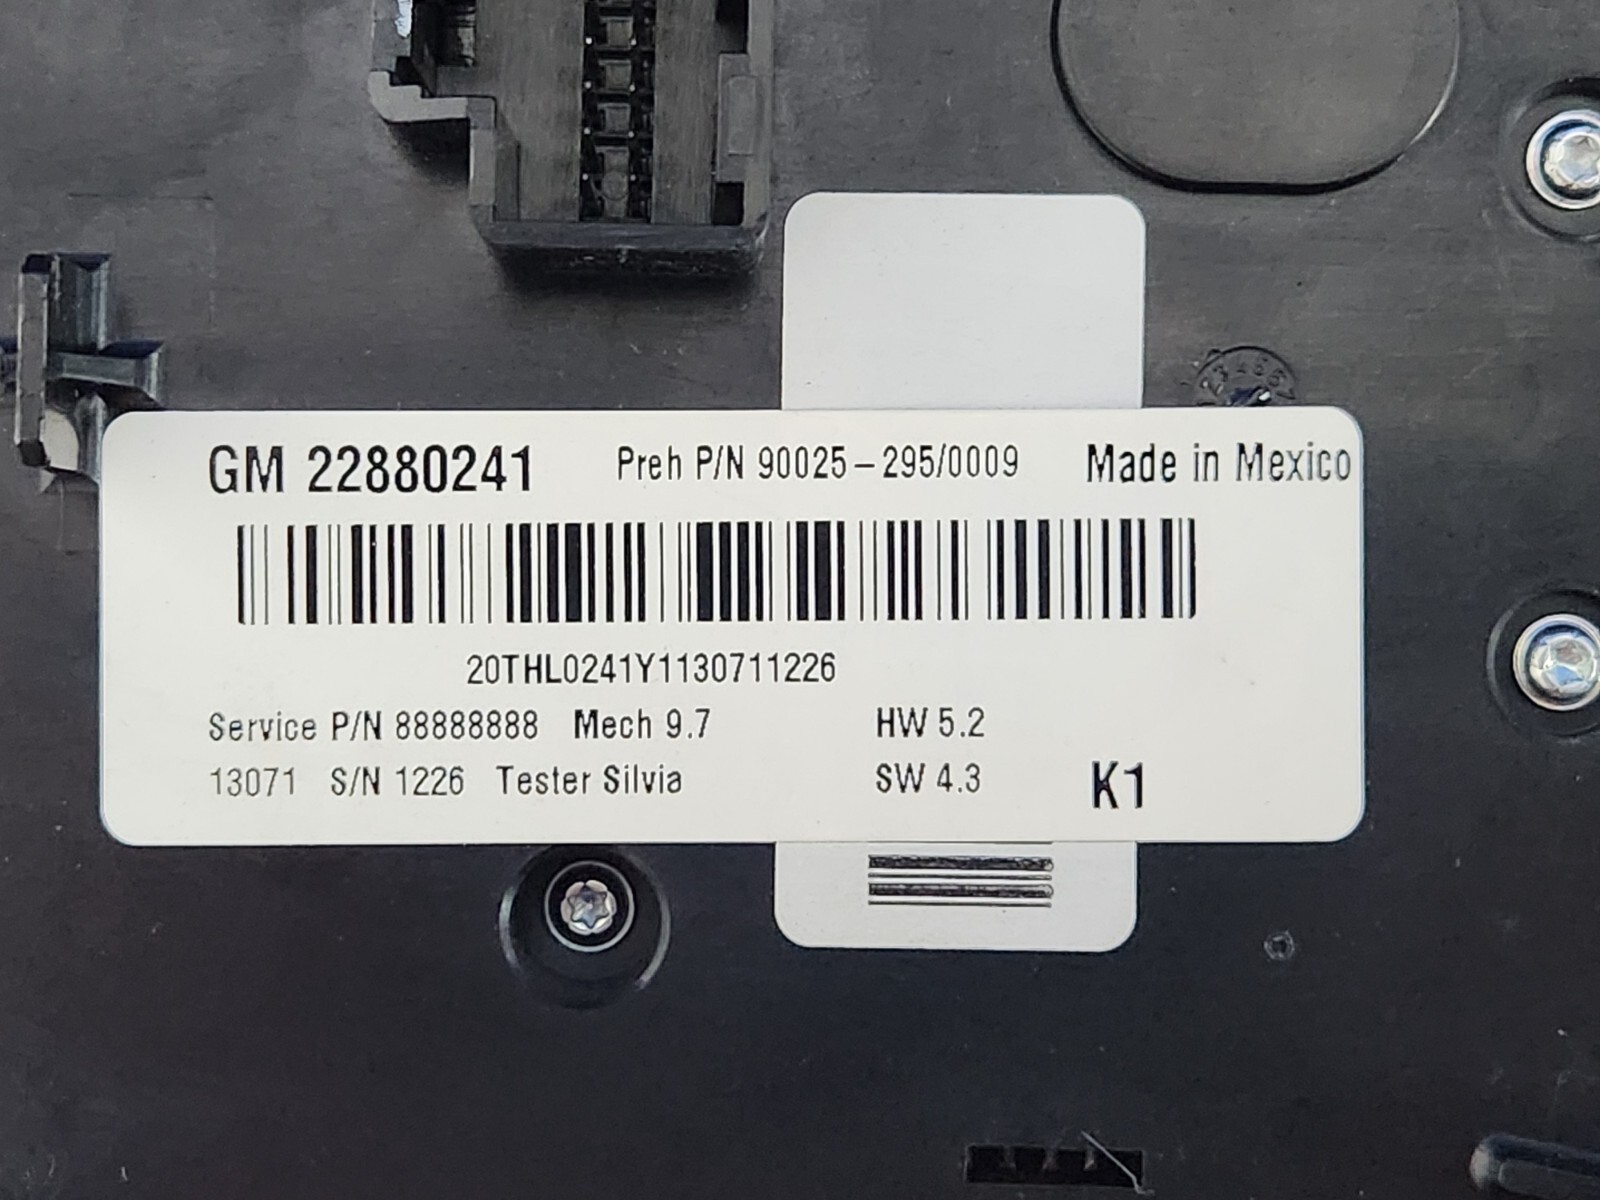 GM 22880241 Preh P/N 90025-295/0009 Made in Mexico
20THL0241Y1130711226
Service P/N 88888888 Mech 9.7 HW 5.2
13071 S/N 1226 Tester Silvia SW 4.3 K1